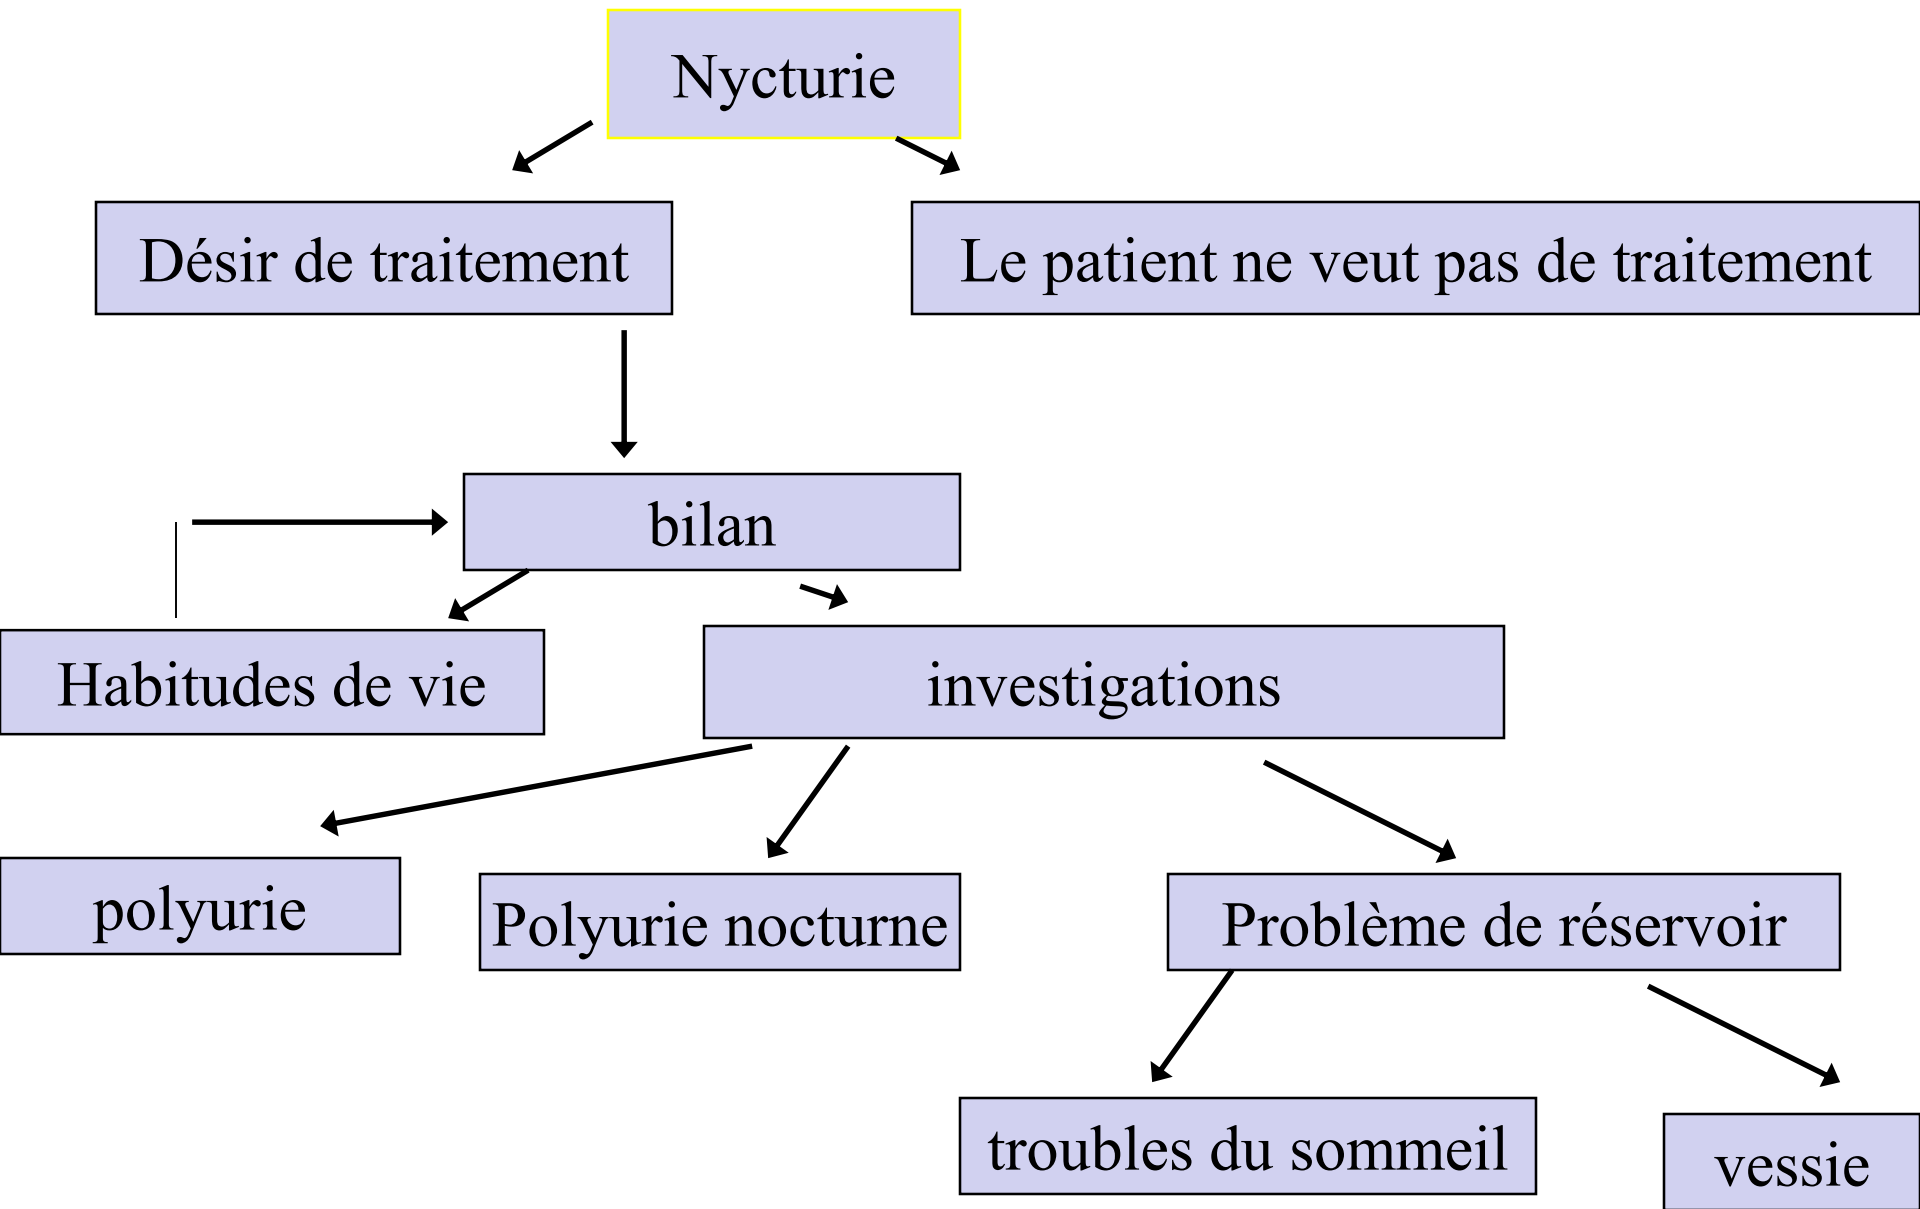 Nycturie
Désir de traitement
Le patient ne veut pas de traitement
bilan
Habitudes de vie
investigations
polyurie
Polyurie nocturne
Problème de réservoir
troubles du sommeil
vessie